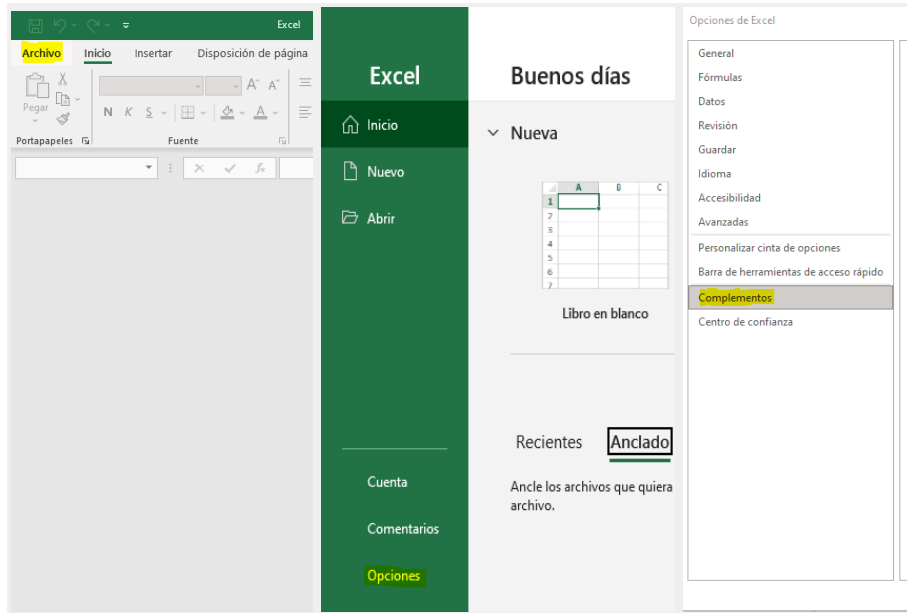 Excel
Archivo Inicio Insertar Disposición de página
A A
Pegar
N K S A
Portapapeles Fuente
fx
Excel
Inicio
Nuevo
Abrir
Cuenta
Comentarios
Opciones
Buenos días
Nueva
A B C
1
2
3
4
5
6
7
Libro en blanco
Recientes Anclado
Ancle los archivos que quiera
archivo.
Opciones de Excel
General
Fórmulas
Datos
Revisión
Guardar
Idioma
Accesibilidad
Avanzadas
Personalizar cinta de opciones
Barra de herramientas de acceso rápido
Complementos
Centro de confianza